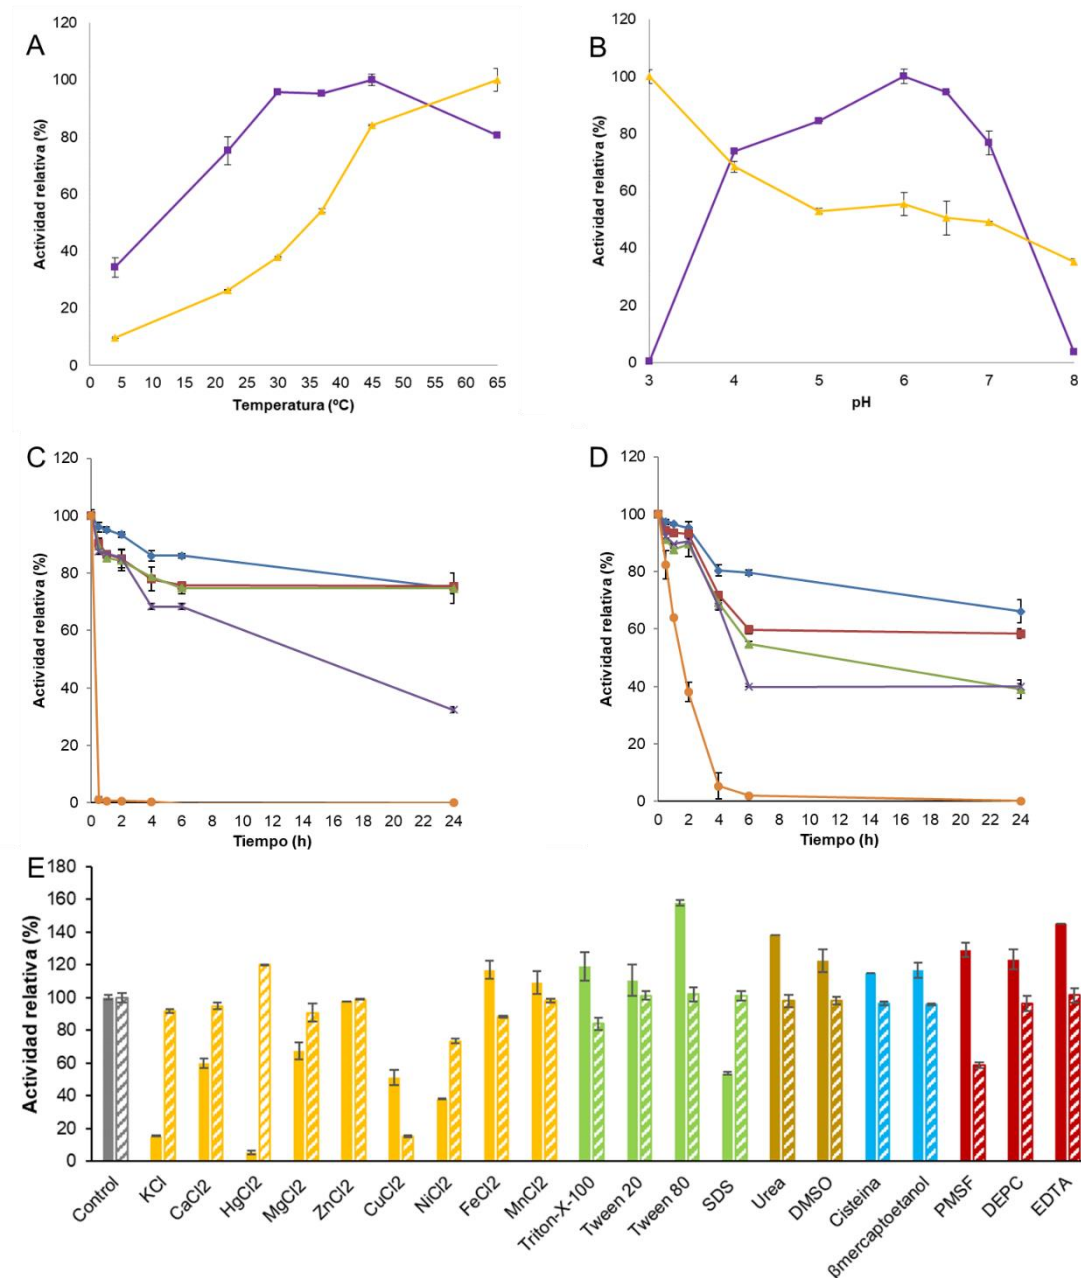 A
Actividad relativa (%)
120
100
80
60
40
20
0
0 5 10 15 20 25 30 35 40 45 50 55 60 65
Temperatura (ºC)
B
Actividad relativa (%)
120
100
80
60
40
20
0
3 4 5 6 7 8
pH
C
Actividad relativa (%)
120
100
80
60
40
20
0
0 2 4 6 8 10 12 14 16 18 20 22 24
Tiempo (h)
D
Actividad relativa (%)
120
100
80
60
40
20
0
0 2 4 6 8 10 12 14 16 18 20 22 24
Tiempo (h)
E
Actividad relativa (%)
180
160
140
120
100
80
60
40
20
0
Control
KCl
CaCl2
HgCl2
MgCl2
ZnCl2
CuCl2
NiCl2
FeCl2
MnCl2
Triton-X-100
Tween 20
Tween 80
SDS
Urea
DMSO
Cisteina
βmercaptoetanol
PMSF
DEPC
EDTA